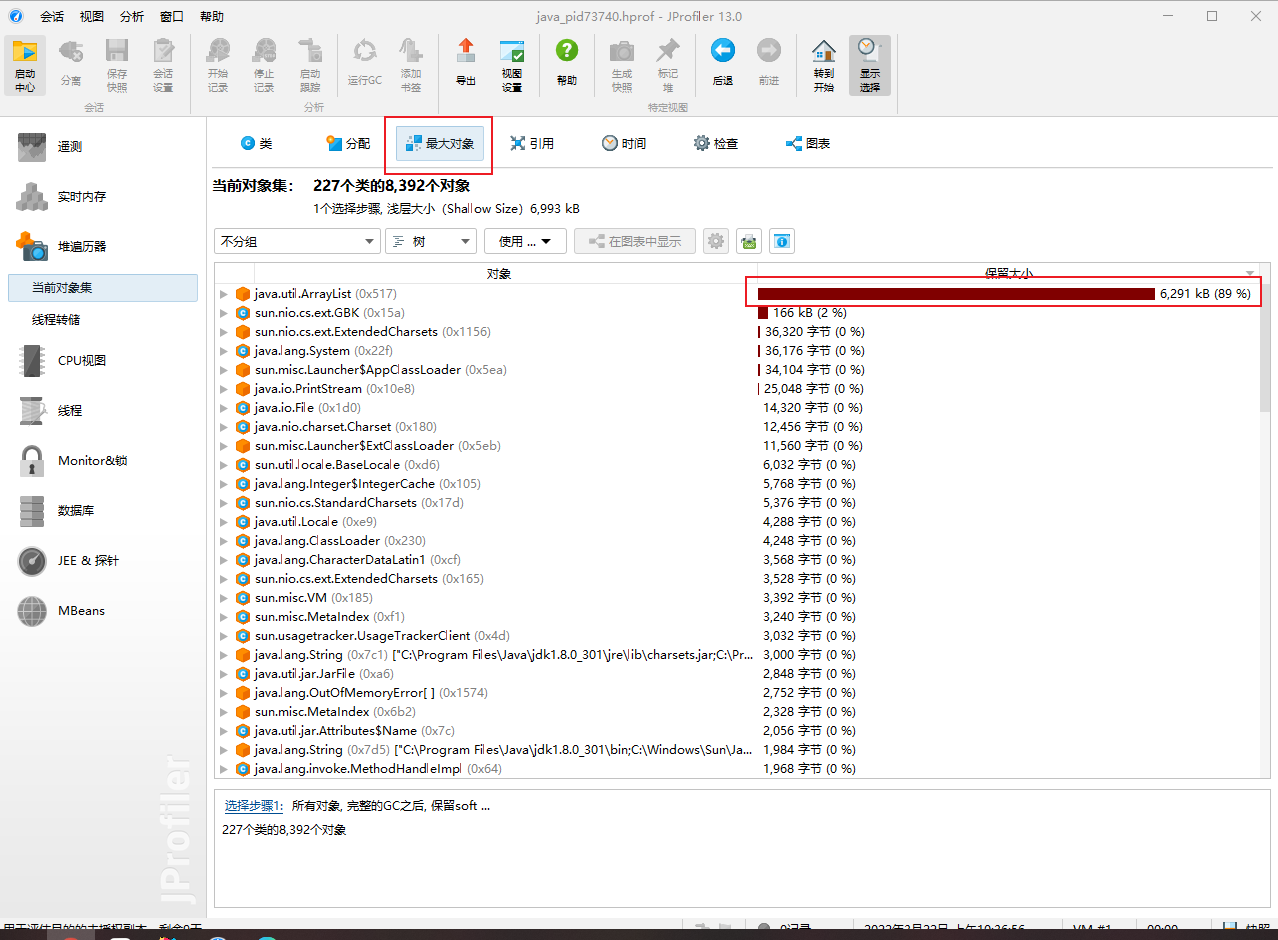 java_pid73740.hprof - JProfiler 13.0
会话 视图 分析 窗口 帮助
启动中心 分离 保存快照 会话设置 开始记录 停止记录 启动跟踪 运行GC 添加书签 导出 视图设置 帮助 生成快照 标记堆 后退 前进 转到开始 显示选择
会话 分析 特定视图
遥测
实时内存
堆遍历器
当前对象集
线程转储
CPU视图
线程
Monitor&锁
数据库
JEE & 探针
MBeans
JProfiler
类 分配 最大对象 引用 时间 检查 图表
当前对象集： 227个类的8,392个对象
1个选择步骤, 浅层大小（Shallow Size）6,993 kB
不分组 树 使用 ... 在图表中显示
对象 保留大小
java.util.ArrayList (0x517) 6,291 kB (89 %)
sun.nio.cs.ext.GBK (0x15a) 166 kB (2 %)
sun.nio.cs.ext.ExtendedCharsets (0x1156) 36,320 字节 (0 %)
java.lang.System (0x22f) 36,176 字节 (0 %)
sun.misc.Launcher$AppClassLoader (0x5ea) 34,104 字节 (0 %)
java.io.PrintStream (0x10e8) 25,048 字节 (0 %)
java.io.File (0x1d0) 14,320 字节 (0 %)
java.nio.charset.Charset (0x180) 12,456 字节 (0 %)
sun.misc.Launcher$ExtClassLoader (0x5eb) 11,560 字节 (0 %)
sun.util.locale.BaseLocale (0xd6) 6,032 字节 (0 %)
java.lang.Integer$IntegerCache (0x105) 5,768 字节 (0 %)
sun.nio.cs.StandardCharsets (0x17d) 5,376 字节 (0 %)
java.util.Locale (0xe9) 4,288 字节 (0 %)
java.lang.ClassLoader (0x230) 4,248 字节 (0 %)
java.lang.CharacterDataLatin1 (0xcf) 3,568 字节 (0 %)
sun.nio.cs.ext.ExtendedCharsets (0x165) 3,528 字节 (0 %)
sun.misc.VM (0x185) 3,392 字节 (0 %)
sun.misc.MetaIndex (0xf1) 3,240 字节 (0 %)
sun.usagetracker.UsageTrackerClient (0x4d) 3,032 字节 (0 %)
java.lang.String (0x7c1) ["C:\Program Files\Java\jdk1.8.0_301\jre\lib\charsets.jar;C:\Pr... 3,000 字节 (0 %)
java.util.jar.JarFile (0xa6) 2,848 字节 (0 %)
java.lang.OutOfMemoryError[ ] (0x1574) 2,752 字节 (0 %)
sun.misc.MetaIndex (0x6b2) 2,328 字节 (0 %)
java.util.jar.Attributes$Name (0x7c) 2,056 字节 (0 %)
java.lang.String (0x7d5) ["C:\Program Files\Java\jdk1.8.0_301\bin;C:\Windows\Sun\Ja... 1,984 字节 (0 %)
java.lang.invoke.MethodHandleImpl (0x64) 1,968 字节 (0 %)
选择步骤1: 所有对象, 完整的GC之后, 保留soft ...
227个类的8,392个对象